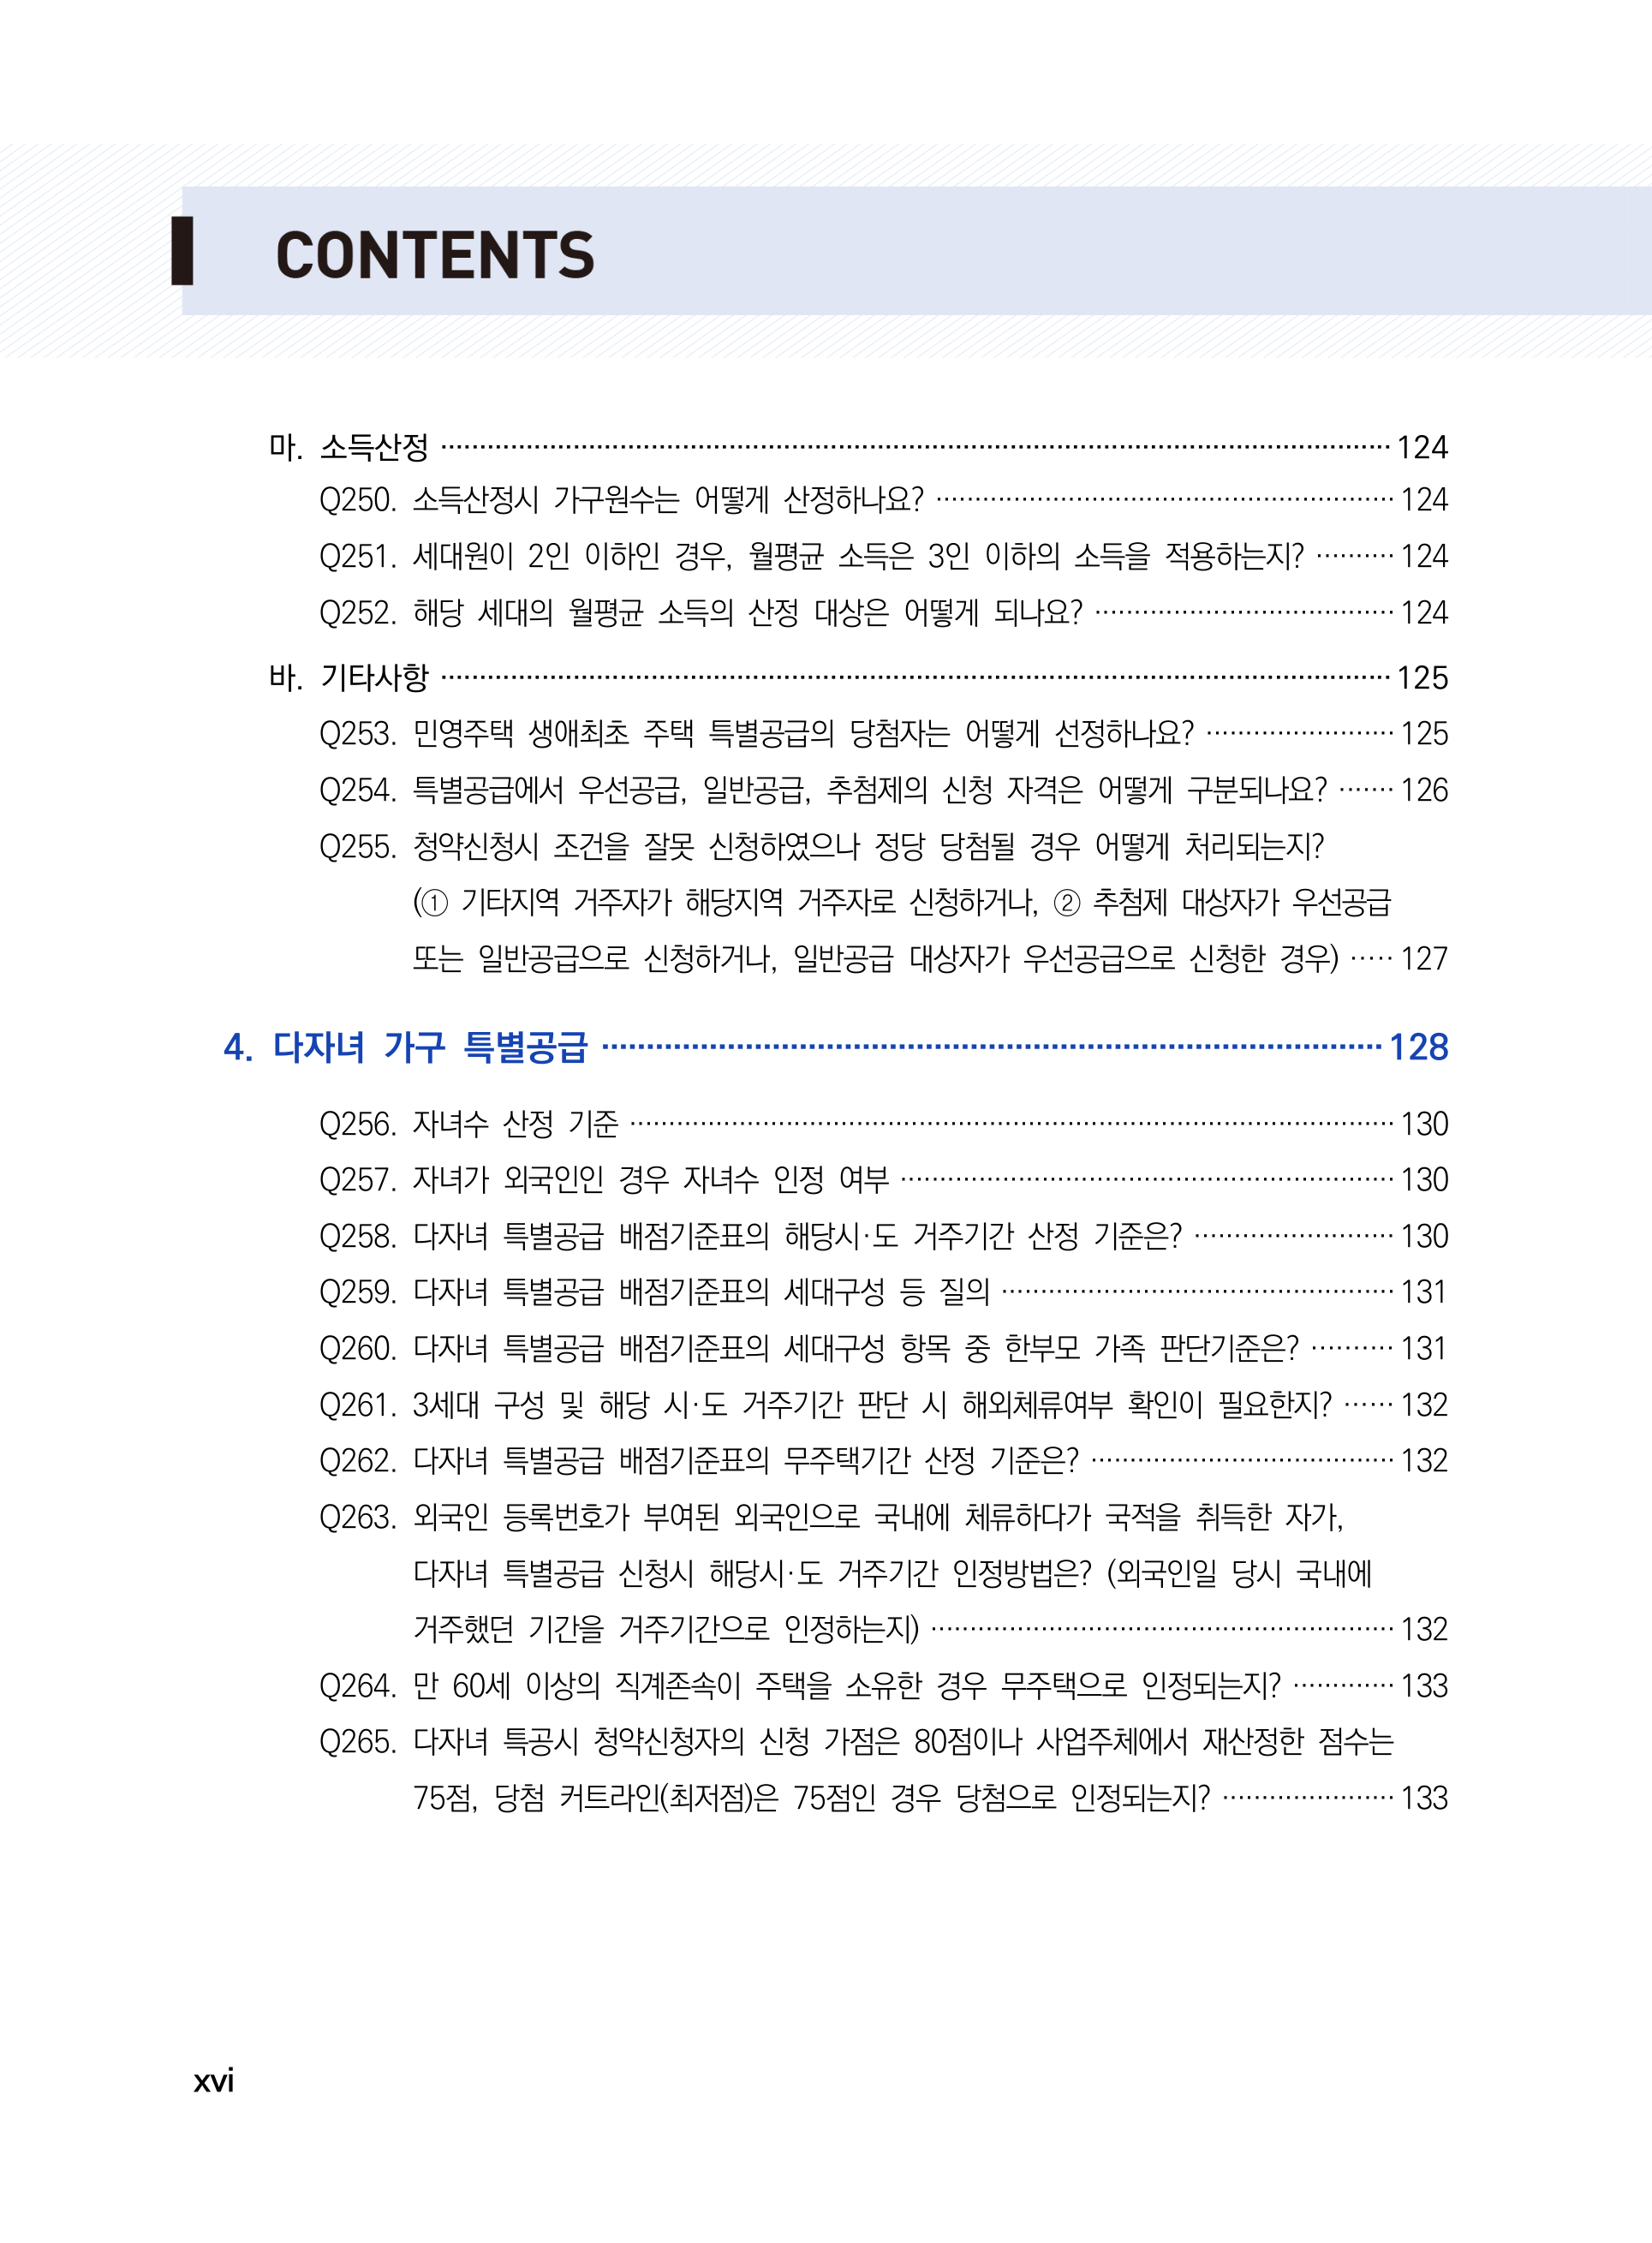 CONTENTS
마. 소득산정 ········ 124
Q250. 소득산정시 가구원수는 어떻게 산정하나요? ········ 124
Q251. 세대원이 2인 이하인 경우, 월평균 소득은 3인 이하의 소득을 적용하는지? ········ 124
Q252. 해당 세대의 월평균 소득의 산정 대상은 어떻게 되나요? ········ 124
바. 기타사항 ········ 125
Q253. 민영주택 생애최초 주택 특별공급의 당첨자는 어떻게 선정하나요? ········ 125
Q254. 특별공급에서 우선공급, 일반공급, 추첨제의 신청 자격은 어떻게 구분되나요? ······· 126
Q255. 청약신청시 조건을 잘못 신청하였으나 정당 당첨될 경우 어떻게 처리되는지?
(① 기타지역 거주자가 해당지역 거주자로 신청하거나, ② 추첨제 대상자가 우선공급
또는 일반공급으로 신청하거나, 일반공급 대상자가 우선공급으로 신청한 경우) ····· 127
4. 다자녀 가구 특별공급 ········ 128
Q256. 자녀수 산정 기준 ········ 130
Q257. 자녀가 외국인인 경우 자녀수 인정 여부 ········ 130
Q258. 다자녀 특별공급 배점기준표의 해당시·도 거주기간 산정 기준은? ········ 130
Q259. 다자녀 특별공급 배점기준표의 세대구성 등 질의 ········ 131
Q260. 다자녀 특별공급 배점기준표의 세대구성 항목 중 한부모 가족 판단기준은? ········ 131
Q261. 3세대 구성 및 해당 시·도 거주기간 판단 시 해외체류여부 확인이 필요한지? ······ 132
Q262. 다자녀 특별공급 배점기준표의 무주택기간 산정 기준은? ········ 132
Q263. 외국인 등록번호가 부여된 외국인으로 국내에 체류하다가 국적을 취득한 자가,
다자녀 특별공급 신청시 해당시·도 거주기간 인정방법은? (외국인일 당시 국내에
거주했던 기간을 거주기간으로 인정하는지) ········ 132
Q264. 만 60세 이상의 직계존속이 주택을 소유한 경우 무주택으로 인정되는지? ········ 133
Q265. 다자녀 특공시 청약신청자의 신청 가점은 80점이나 사업주체에서 재산정한 점수는
75점, 당첨 커트라인(최저점)은 75점인 경우 당첨으로 인정되는지? ········ 133
xvi